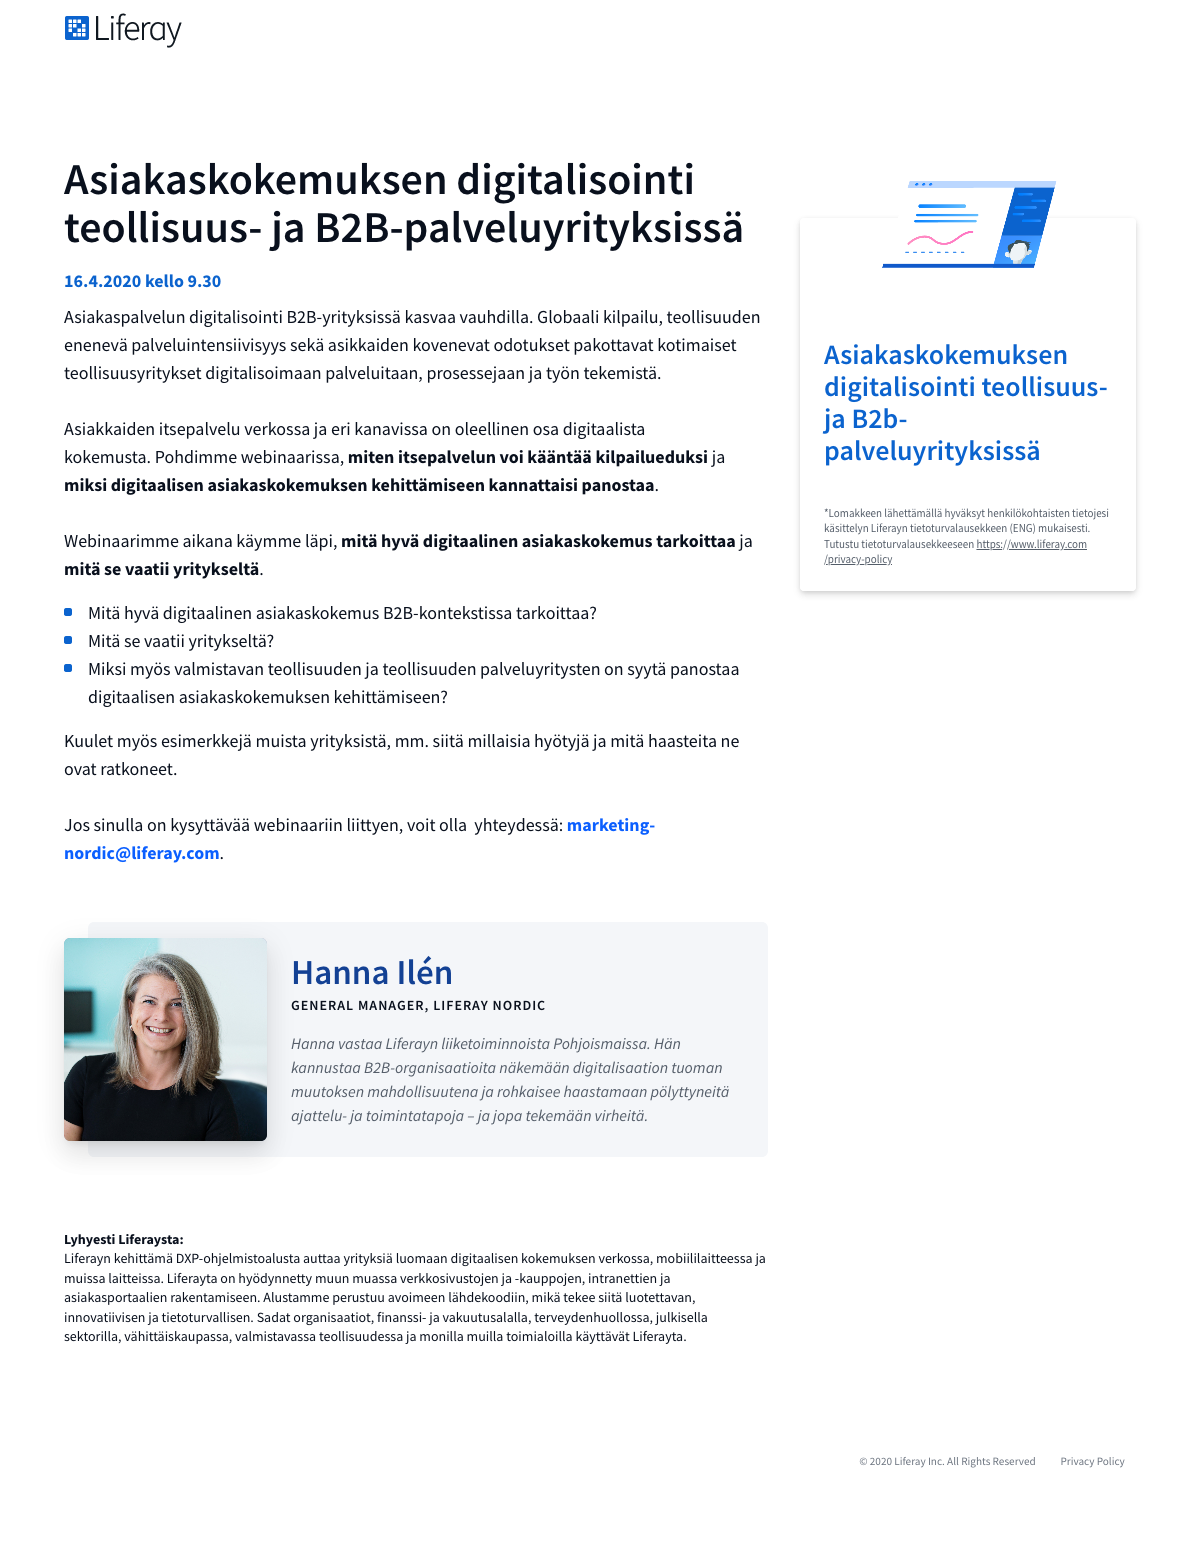 Liferay
Asiakaskokemuksen digitalisointi
teollisuus- ja B2B-palveluyrityksissä
16.4.2020 kello 9.30
Asiakaspalvelun digitalisointi B2B-yrityksissä kasvaa vauhdilla. Globaali kilpailu, teollisuuden
enenevä palveluintensiivisyys sekä asikkaiden kovenevat odotukset pakottavat kotimaiset
teollisuusyritykset digitalisoimaan palveluitaan, prosessejaan ja työn tekemistä.
Asiakkaiden itsepalvelu verkossa ja eri kanavissa on oleellinen osa digitaalista
kokemusta. Pohdimme webinaarissa, miten itsepalvelun voi kääntää kilpailueduksi ja
miksi digitaalisen asiakaskokemuksen kehittämiseen kannattaisi panostaa.
Webinaarimme aikana käymme läpi, mitä hyvä digitaalinen asiakaskokemus tarkoittaa ja
mitä se vaatii yritykseltä.
Mitä hyvä digitaalinen asiakaskokemus B2B-kontekstissa tarkoittaa?
Mitä se vaatii yritykseltä?
Miksi myös valmistavan teollisuuden ja teollisuuden palveluyritysten on syytä panostaa
digitaalisen asiakaskokemuksen kehittämiseen?
Kuulet myös esimerkkejä muista yrityksistä, mm. siitä millaisia hyötyjä ja mitä haasteita ne
ovat ratkoneet.
Jos sinulla on kysyttävää webinaariin liittyen, voit olla  yhteydessä: marketing-
nordic@liferay.com.
Asiakaskokemuksen
digitalisointi teollisuus-
ja B2b-
palveluyrityksissä
*Lomakkeen lähettämällä hyväksyt henkilökohtaisten tietojesi
käsittelyn Liferayn tietoturvalausekkeen (ENG) mukaisesti.
Tutustu tietoturvalausekkeeseen https://www.liferay.com
/privacy-policy
Hanna Ilén
GENERAL MANAGER, LIFERAY NORDIC
Hanna vastaa Liferayn liiketoiminnoista Pohjoismaissa. Hän
kannustaa B2B-organisaatioita näkemään digitalisaation tuoman
muutoksen mahdollisuutena ja rohkaisee haastamaan pölyttyneitä
ajattelu- ja toimintatapoja – ja jopa tekemään virheitä.
Lyhyesti Liferaysta:
Liferayn kehittämä DXP-ohjelmistoalusta auttaa yrityksiä luomaan digitaalisen kokemuksen verkossa, mobiililaitteessa ja
muissa laitteissa. Liferayta on hyödynnetty muun muassa verkkosivustojen ja -kauppojen, intranettien ja
asiakasportaalien rakentamiseen. Alustamme perustuu avoimeen lähdekoodiin, mikä tekee siitä luotettavan,
innovatiivisen ja tietoturvallisen. Sadat organisaatiot, finanssi- ja vakuutusalalla, terveydenhuollossa, julkisella
sektorilla, vähittäiskaupassa, valmistavassa teollisuudessa ja monilla muilla toimialoilla käyttävät Liferayta.
© 2020 Liferay Inc. All Rights Reserved Privacy Policy